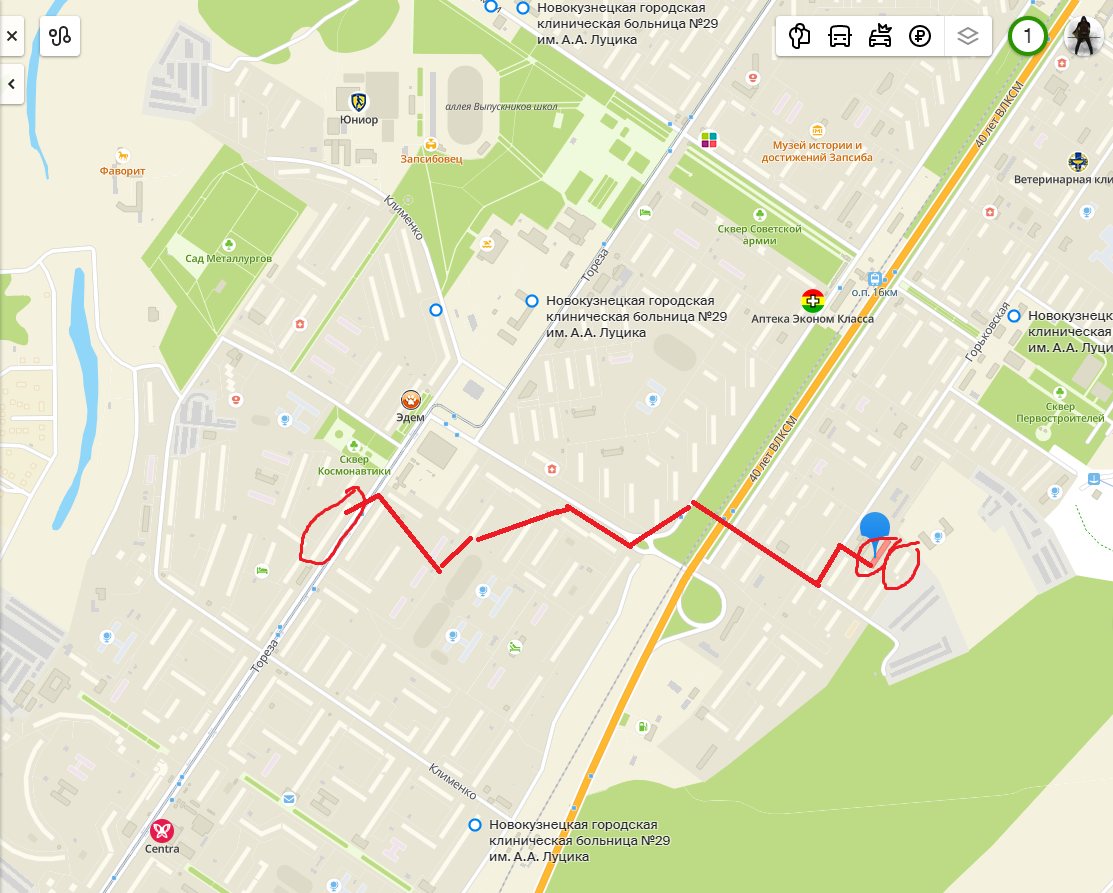 Новокузнецкая городская
клиническая больница №29
им. А.А. Луцика
1
аллея Выпускников школ
Юниор
40 лет ВЛКСМ
Музей истории и
достижений Запсиба
Запсибовец
Фаворит
Ветеринарная кли
Клименко
Сквер Советской
армии
Сад Металлургов
Тореза
о.п. 16км
Новокузнецкая городская
клиническая больница №29
им. А.А. Луцика
Аптека Эконом Класса
Новокузнецк
клиническая
им. А.А. Луци
Горьковская
Эдем
Сквер
Первостроителей
40 лет ВЛКСМ
Сквер
Космонавтики
Тореза
Клименко
Новокузнецкая городская
клиническая больница №29
им. А.А. Луцика
Centra